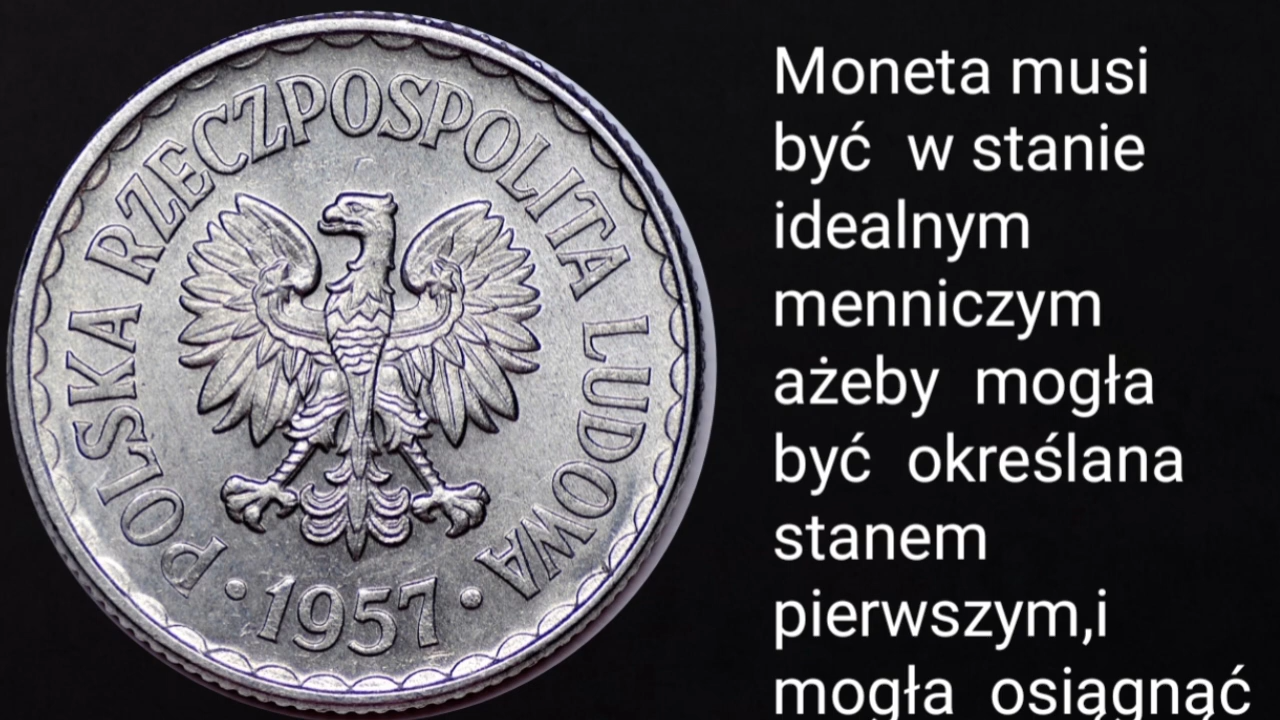 POLSKA RZECZPOSPOLITA LUDOWA
1957
Moneta musi
być w stanie
idealnym
menniczym
ażeby mogła
być określana
stanem
pierwszym,i
mogła osiągnąć